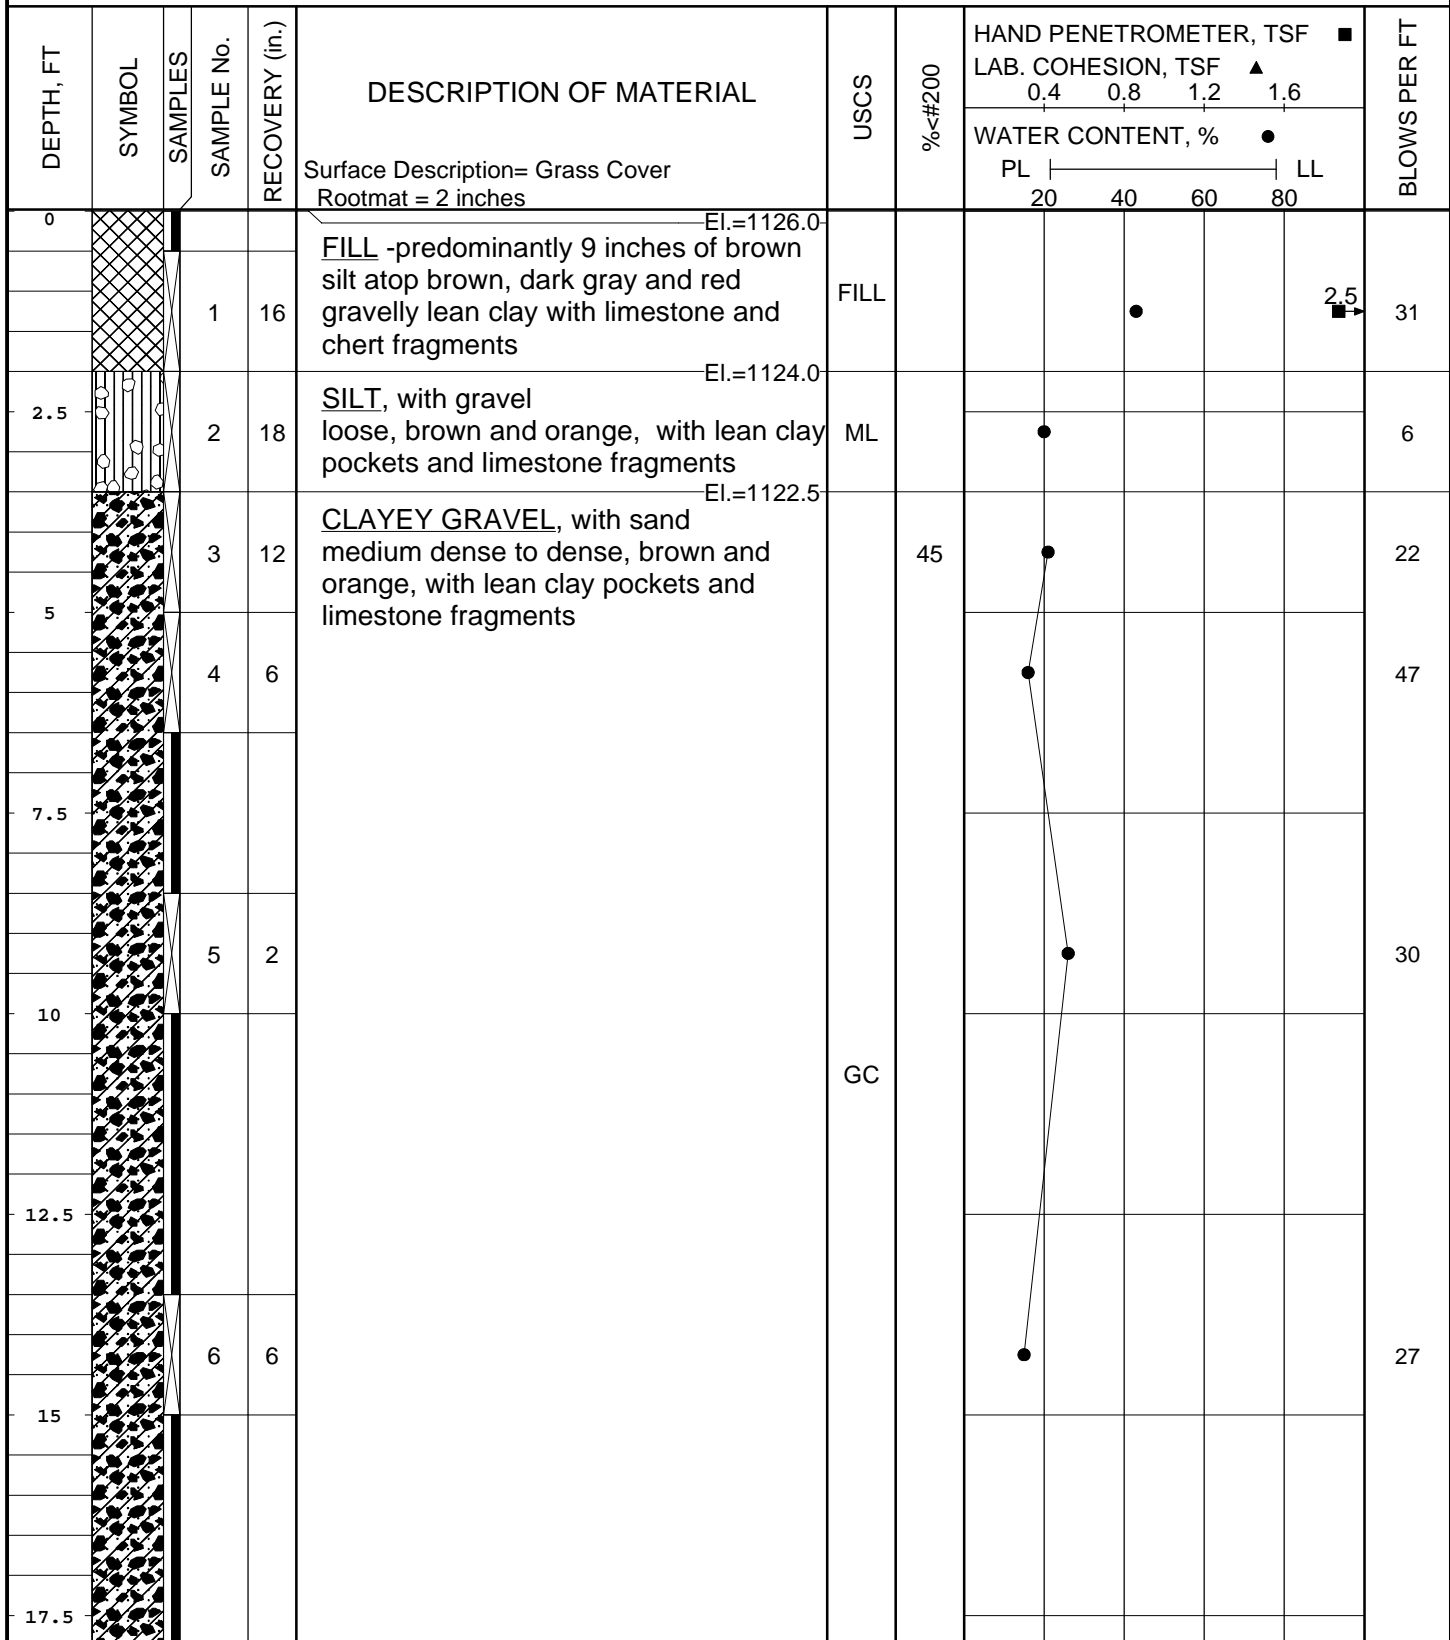 DEPTH, FT
SYMBOL
SAMPLES
SAMPLE No.
RECOVERY (in.)
DESCRIPTION OF MATERIAL
Surface Description= Grass Cover
Rootmat = 2 inches
USCS
%<#200
HAND PENETROMETER, TSF
LAB. COHESION, TSF
0.4 0.8 1.2 1.6
WATER CONTENT, %
PL LL
20 40 60 80
BLOWS PER FT
0
El.=1126.0
FILL -predominantly 9 inches of brown
silt atop brown, dark gray and red
gravelly lean clay with limestone and
chert fragments
1 16
FILL
2.5
31
El.=1124.0
2.5
SILT, with gravel
loose, brown and orange, with lean clay
pockets and limestone fragments
2 18
ML
6
El.=1122.5
CLAYEY GRAVEL, with sand
medium dense to dense, brown and
orange, with lean clay pockets and
limestone fragments
3 12
45
22
5
4 6
47
7.5
5 2
30
10
GC
12.5
6 6
27
15
17.5